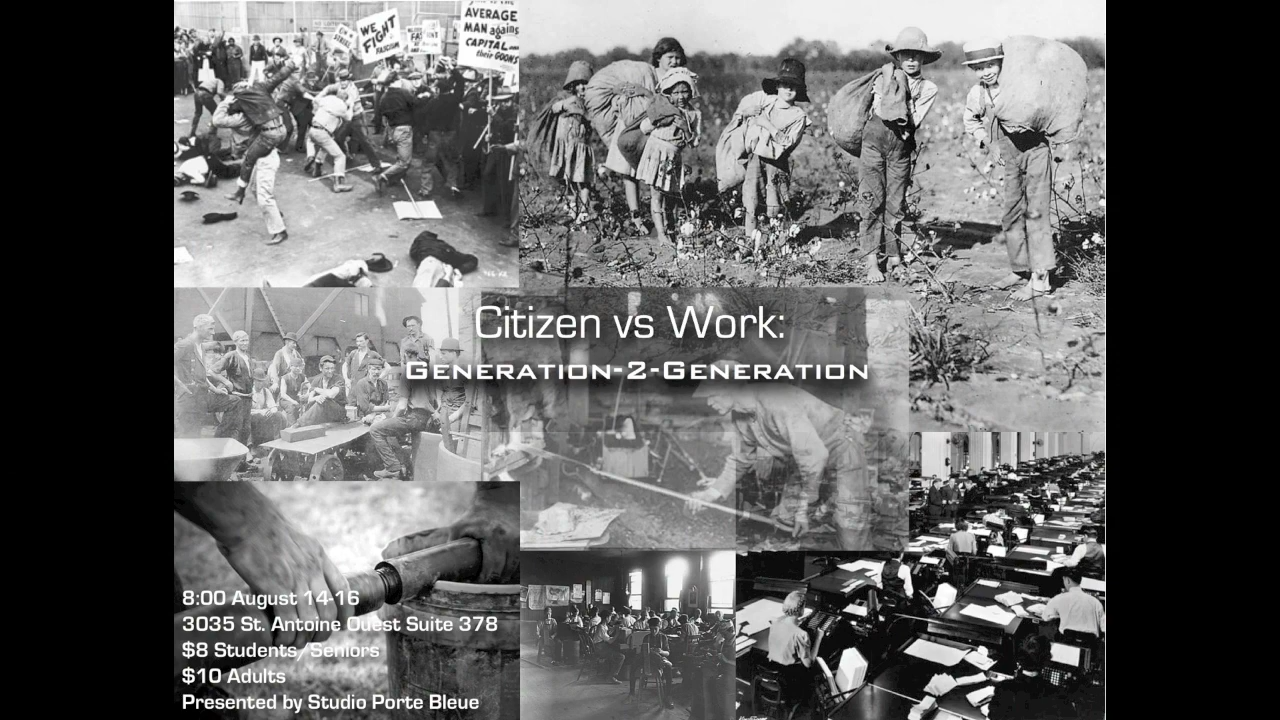 WE
FIGHT
FASCISM
AVERAGE
MAN against
CAPITAL and
their GOONS
Citizen vs Work:
Generation-2-Generation
8:00 August 14-16
3035 St. Antoine Ouest Suite 378
$8 Students/Seniors
$10 Adults
Presented by Studio Porte Bleue